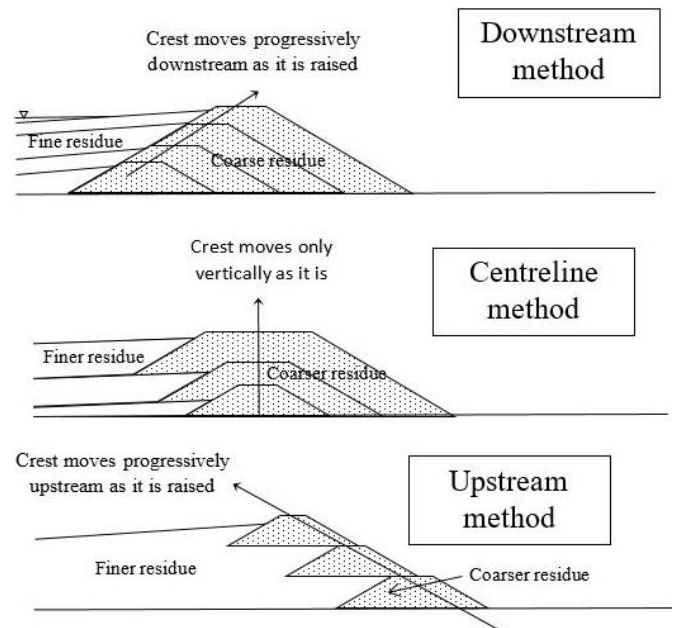 Crest moves progressively
downstream as it is raised
Downstream
method
Fine residue
Coarse residue
Crest moves only
vertically as it is
Centreline
method
Finer residue
Coarser residue
Crest moves progressively
upstream as it is raised
Upstream
method
Finer residue
Coarser residue